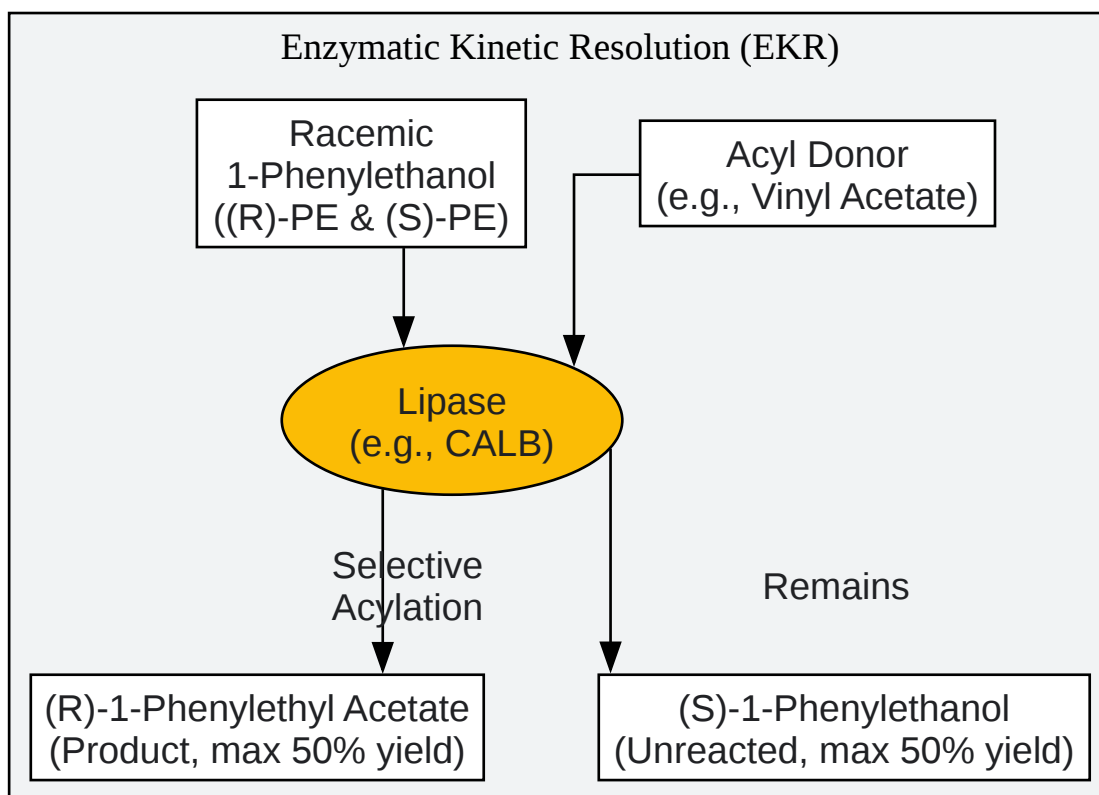 Enzymatic Kinetic Resolution (EKR)
Racemic
1-Phenylethanol
((R)-PE & (S)-PE)
Acyl Donor
(e.g., Vinyl Acetate)
Lipase
(e.g., CALB)
Selective
Acylation
Remains
(R)-1-Phenylethyl Acetate
(Product, max 50% yield)
(S)-1-Phenylethanol
(Unreacted, max 50% yield)